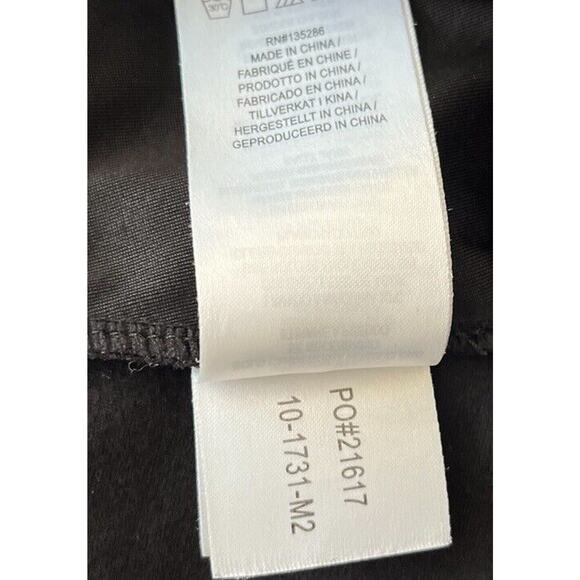 30°C
RN#135286
MADE IN CHINA /
FABRIQUÉ EN CHINE /
PRODOTTO IN CHINA /
FABRICADO EN CHINA /
TILLVERKAT I KINA /
HERGESTELLT IN CHINA /
GEPRODUCEERD IN CHINA
PO#21617
10-1731-M2